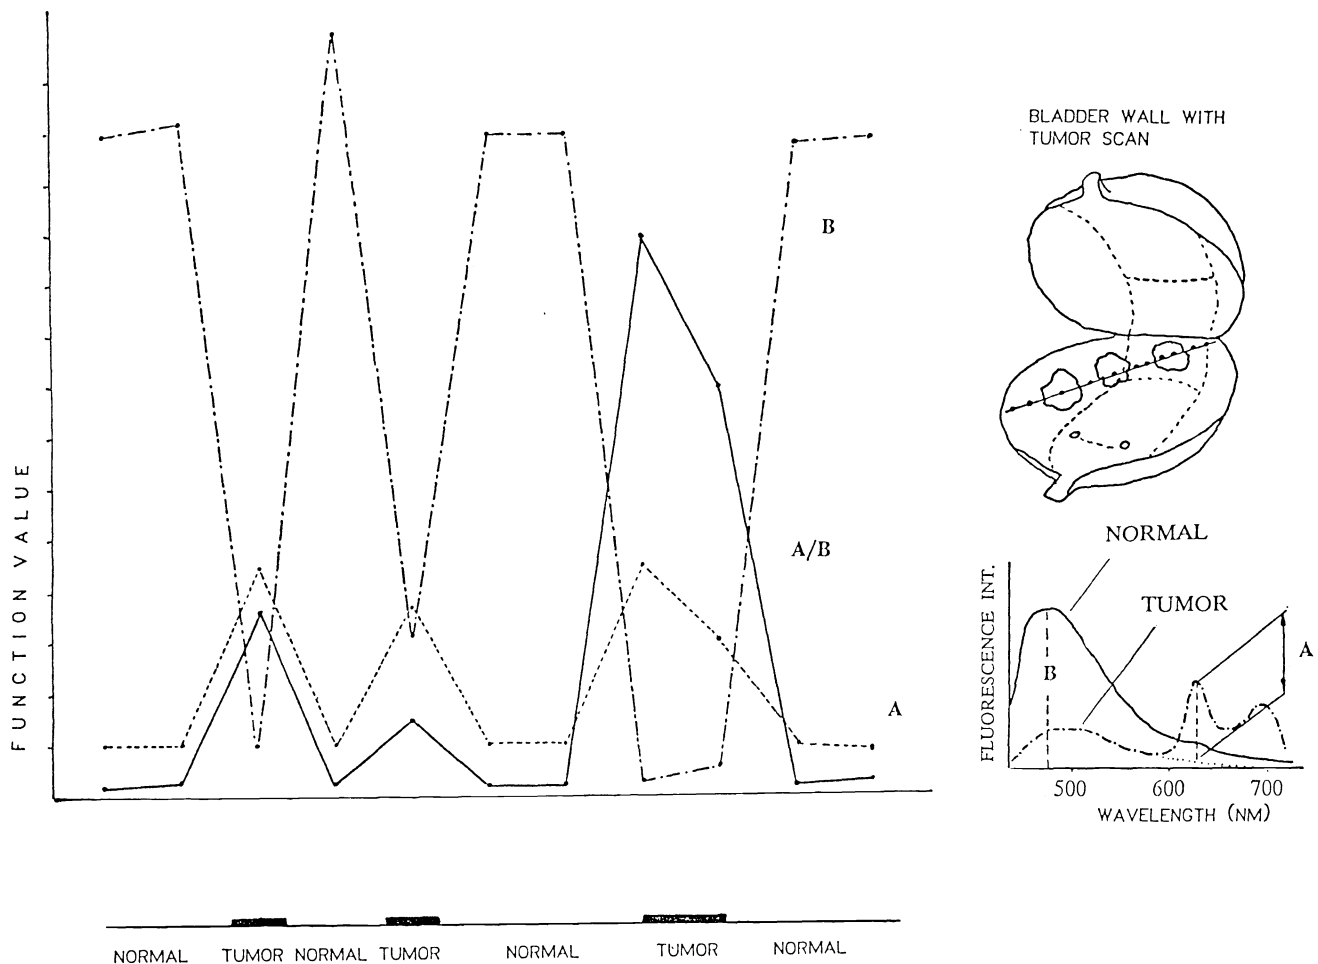 FUNCTION VALUE
B
A/B
A
NORMAL TUMOR NORMAL TUMOR NORMAL TUMOR NORMAL
BLADDER WALL WITH
TUMOR SCAN
FLUORESCENCE INT.
NORMAL
TUMOR
A
B
500 600 700
WAVELENGTH (NM)